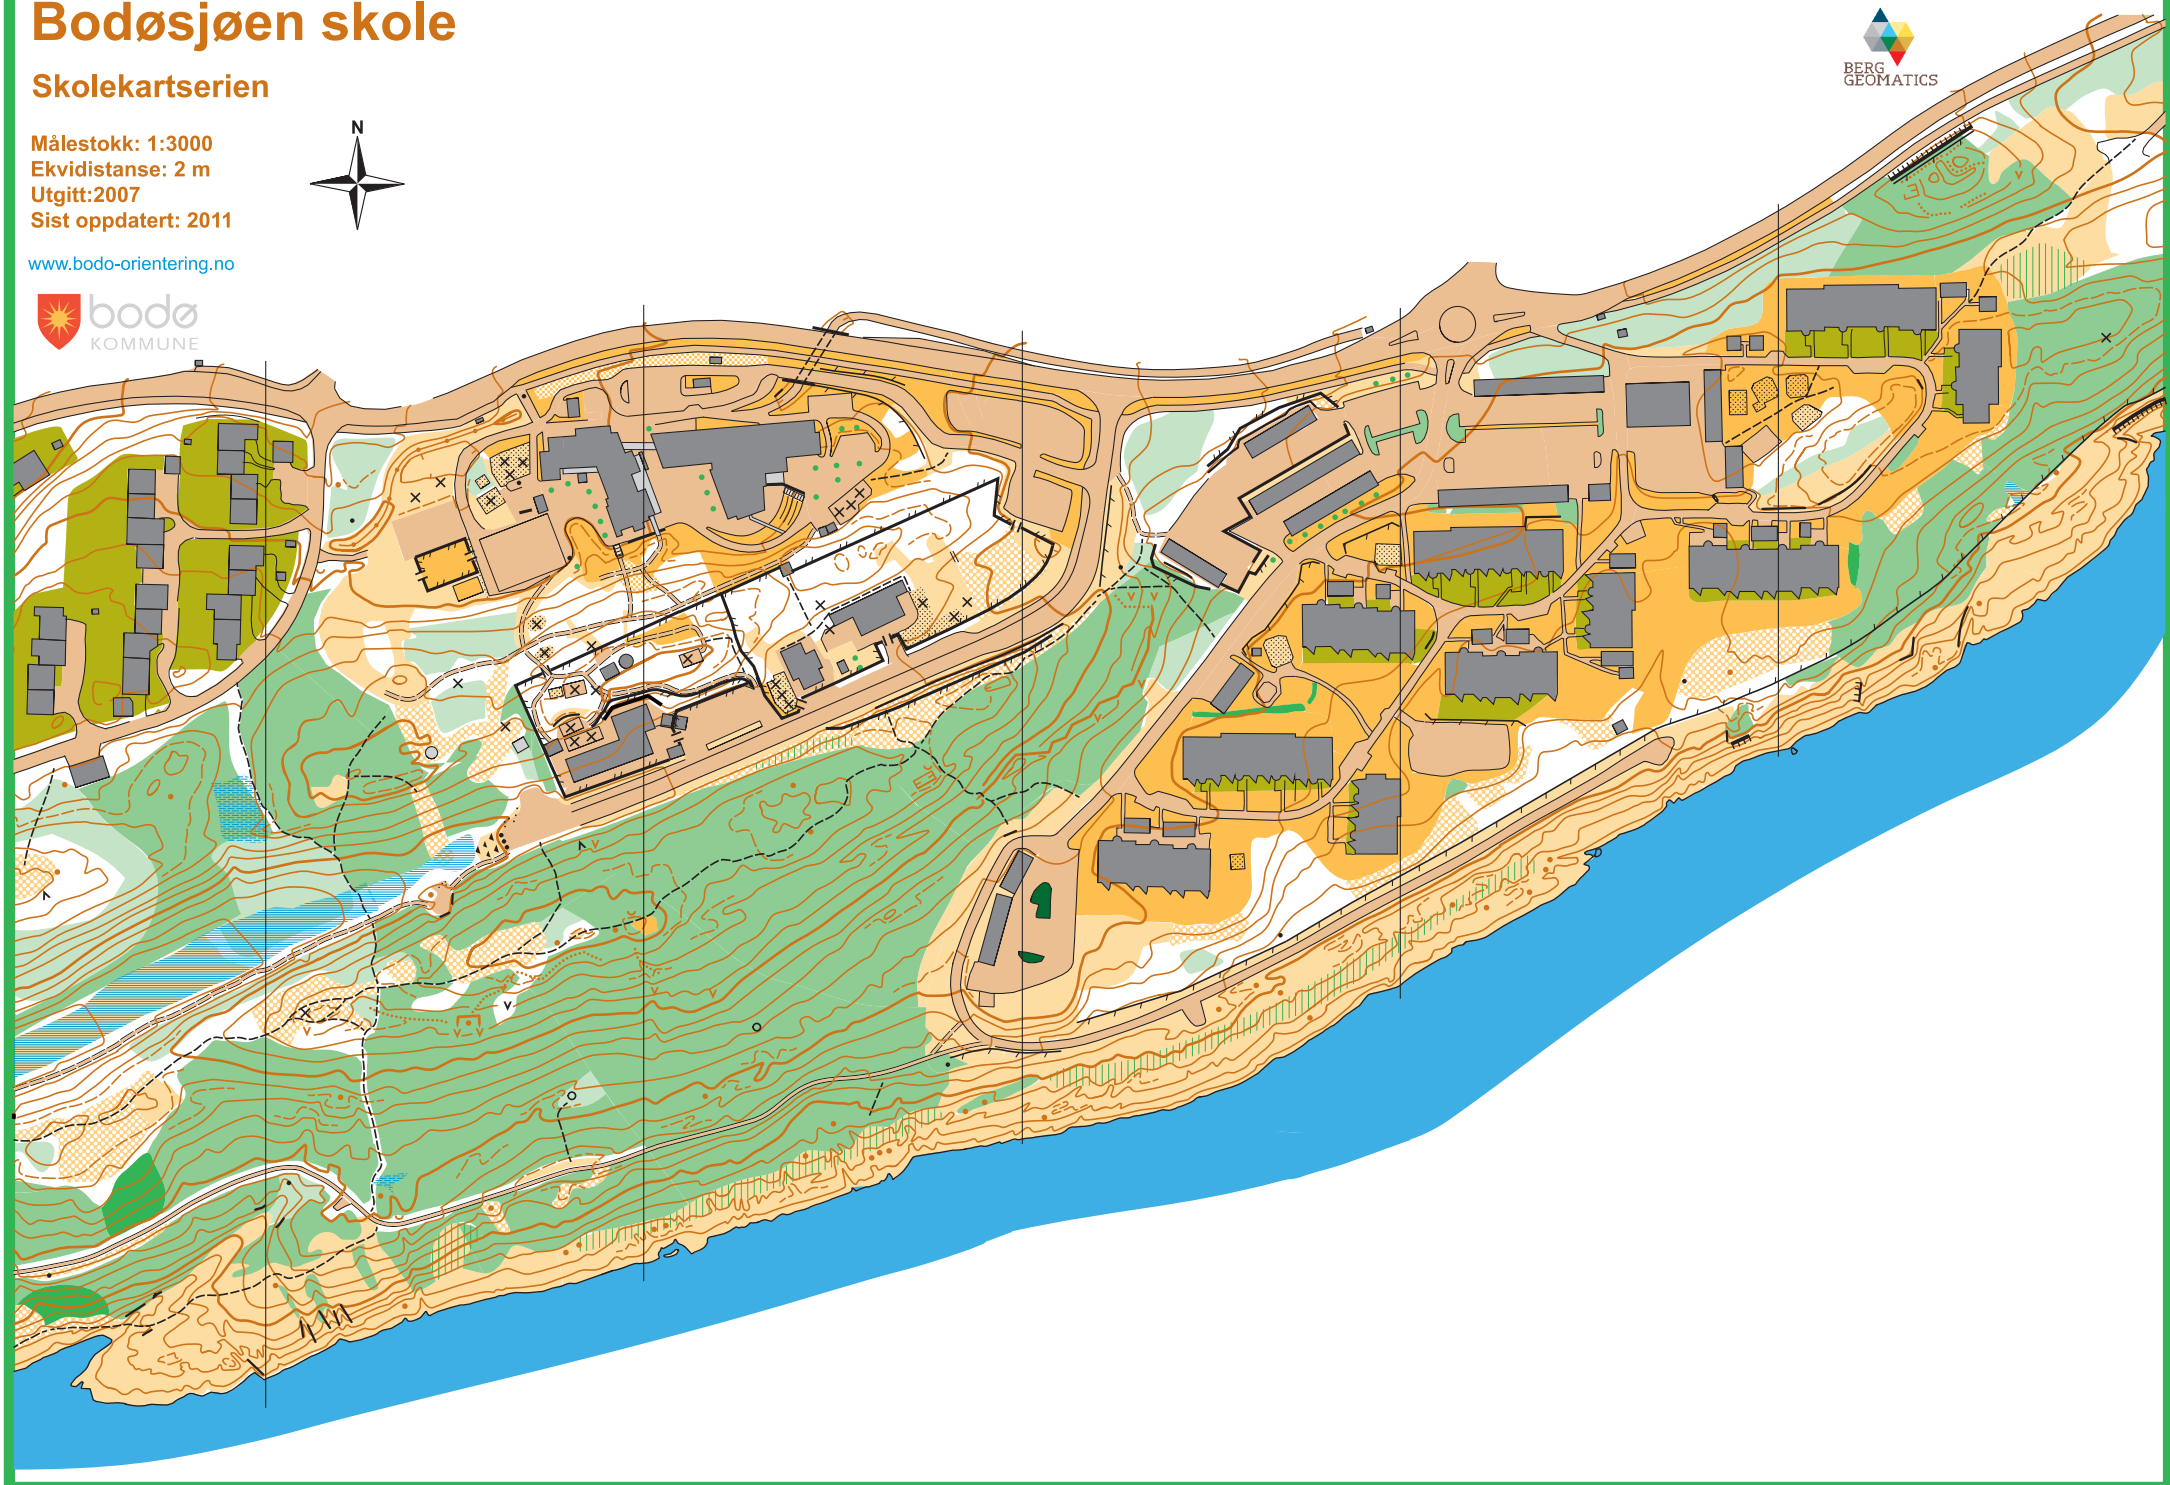 Bodøsjøen skole
Skolekartserien
Målestokk: 1:3000
Ekvidistanse: 2 m
Utgitt:2007
Sist oppdatert: 2011
www.bodo-orientering.no
bodø
KOMMUNE
N
BERG
GEOMATICS